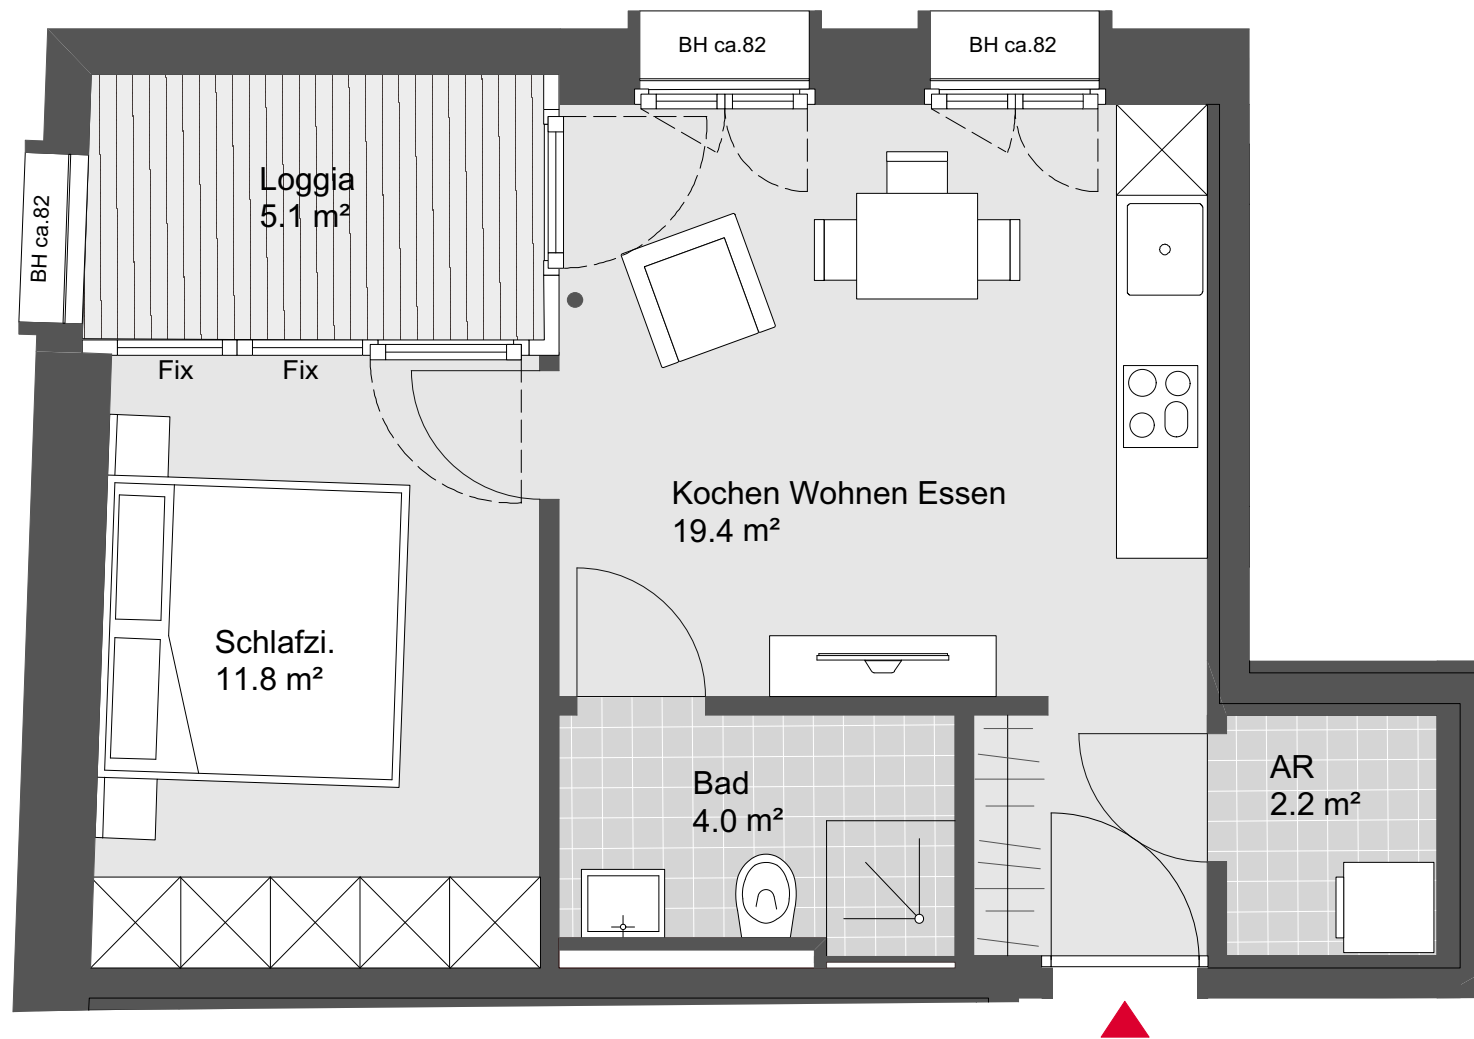 BH ca.82
BH ca.82
BH ca.82
Loggia
5.1 m²
Fix
Fix
Kochen Wohnen Essen
19.4 m²
Schlafzi.
11.8 m²
Bad
4.0 m²
AR
2.2 m²